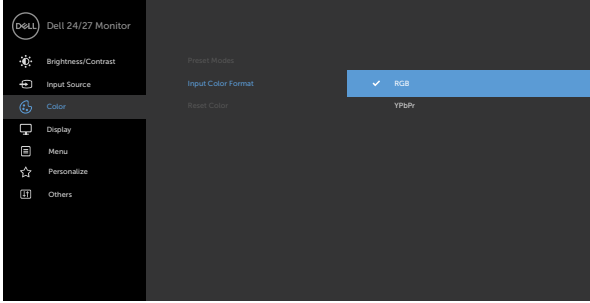 DELL Dell 24/27 Monitor
Brightness/Contrast
Input Source
Color
Display
Menu
Personalize
Others
Preset Modes
Input Color Format
Reset Color
RGB
YPbPr